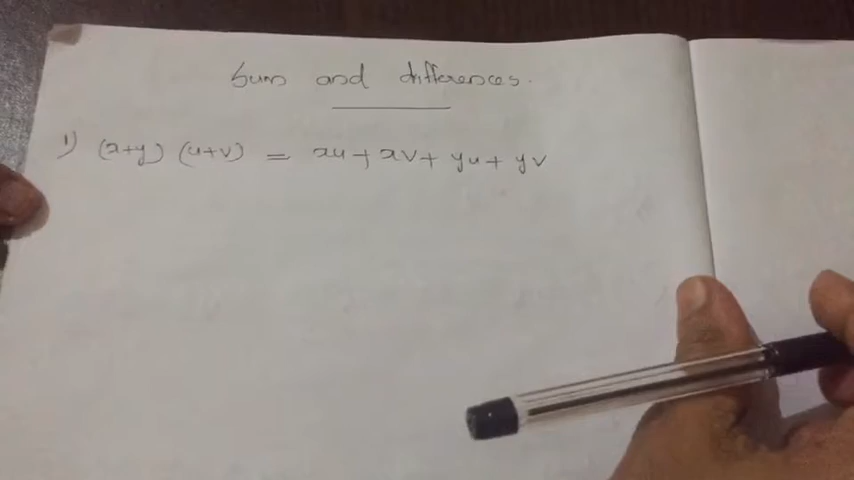 Sum and differences.
1) (x+y) (u+v) = xu + xv + yu + yv